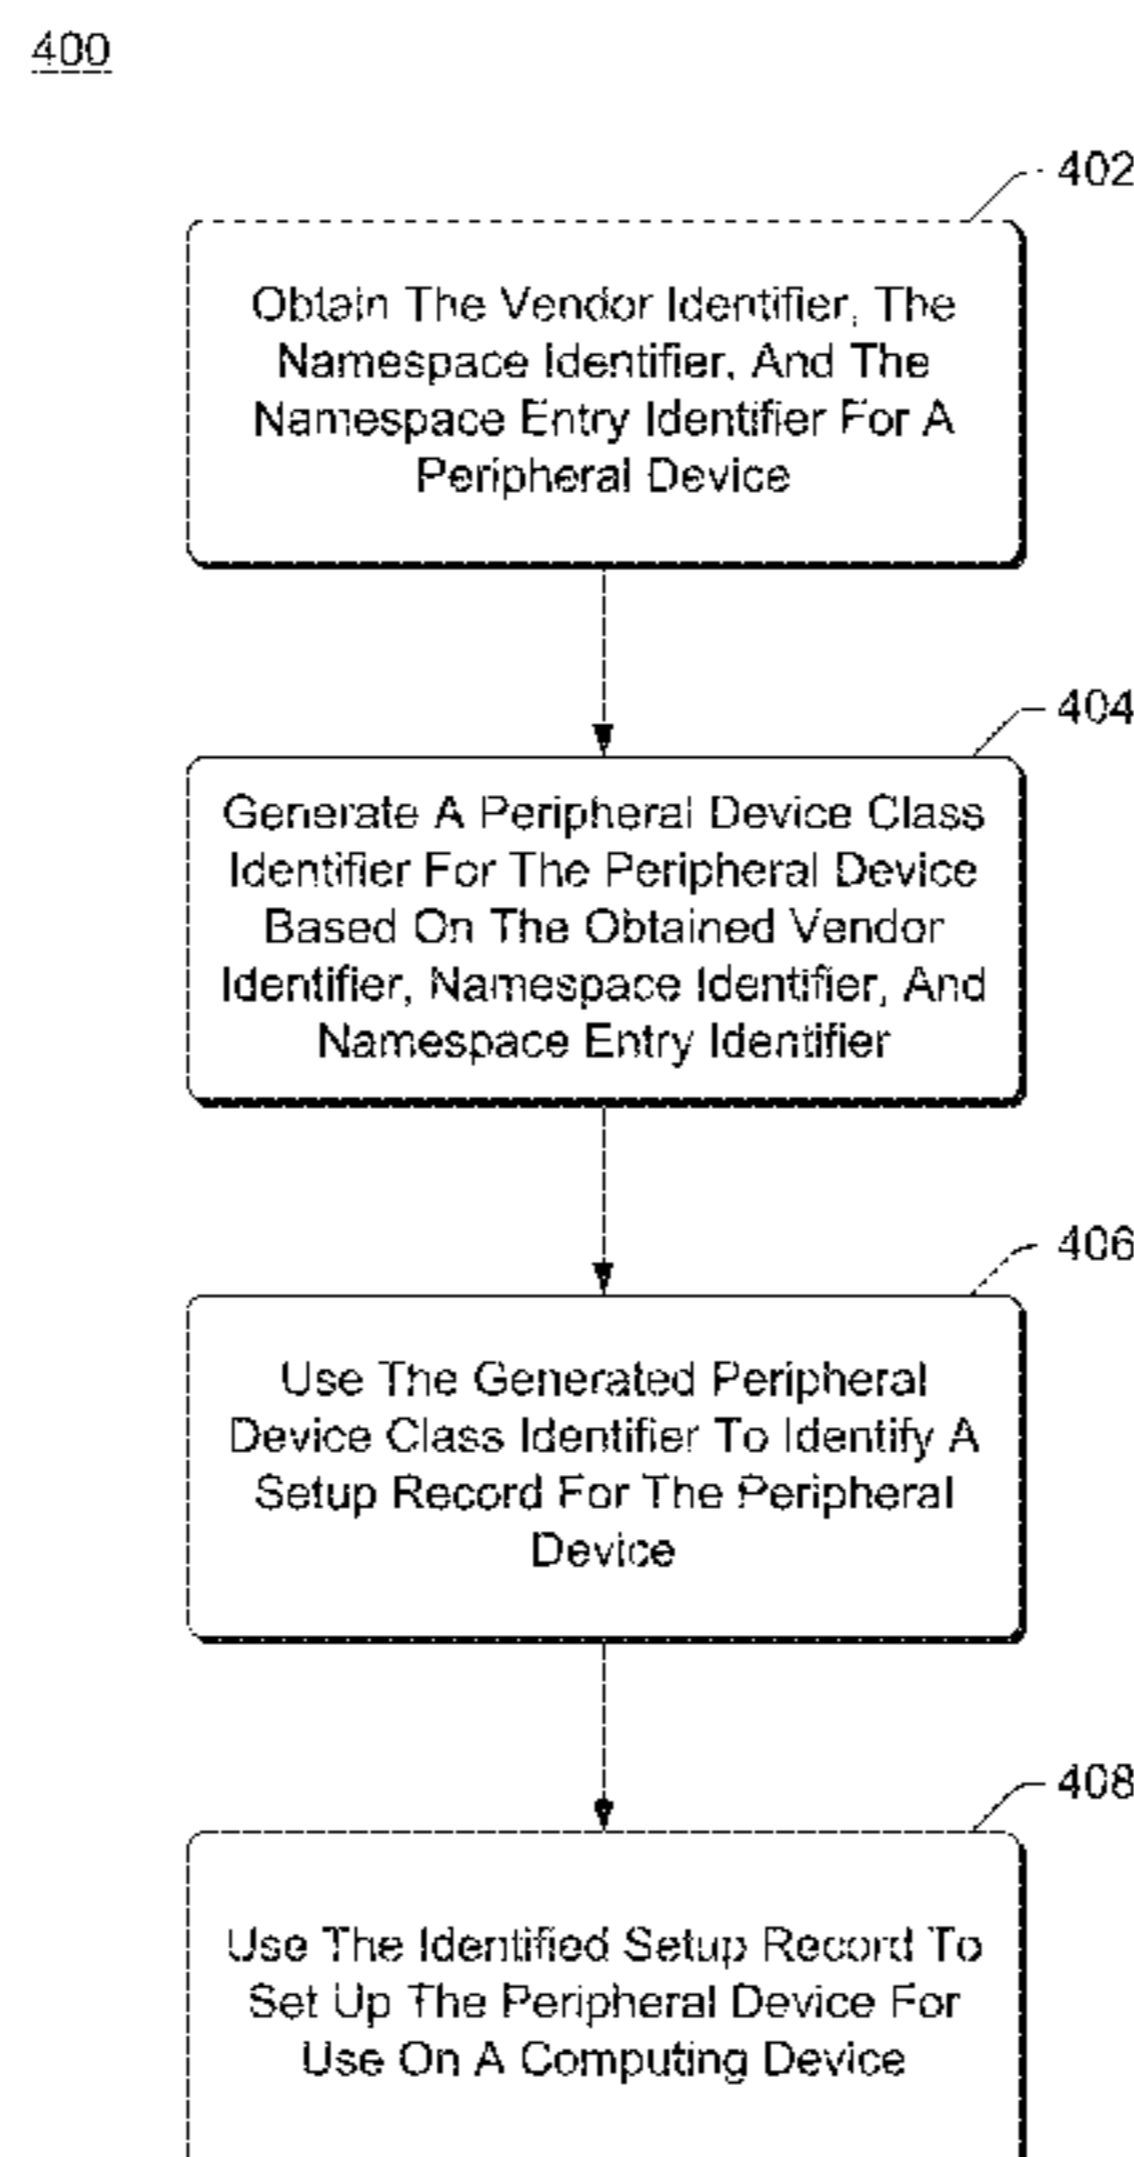 400
402
Obtain The Vendor Identifier, The
Namespace Identifier, And The
Namespace Entry Identifier For A
Peripheral Device
404
Generate A Peripheral Device Class
Identifier For The Peripheral Device
Based On The Obtained Vendor
Identifier, Namespace Identifier, And
Namespace Entry Identifier
406
Use The Generated Peripheral
Device Class Identifier To Identify A
Setup Record For The Peripheral
Device
408
Use The Identified Setup Record To
Set Up The Peripheral Device For
Use On A Computing Device